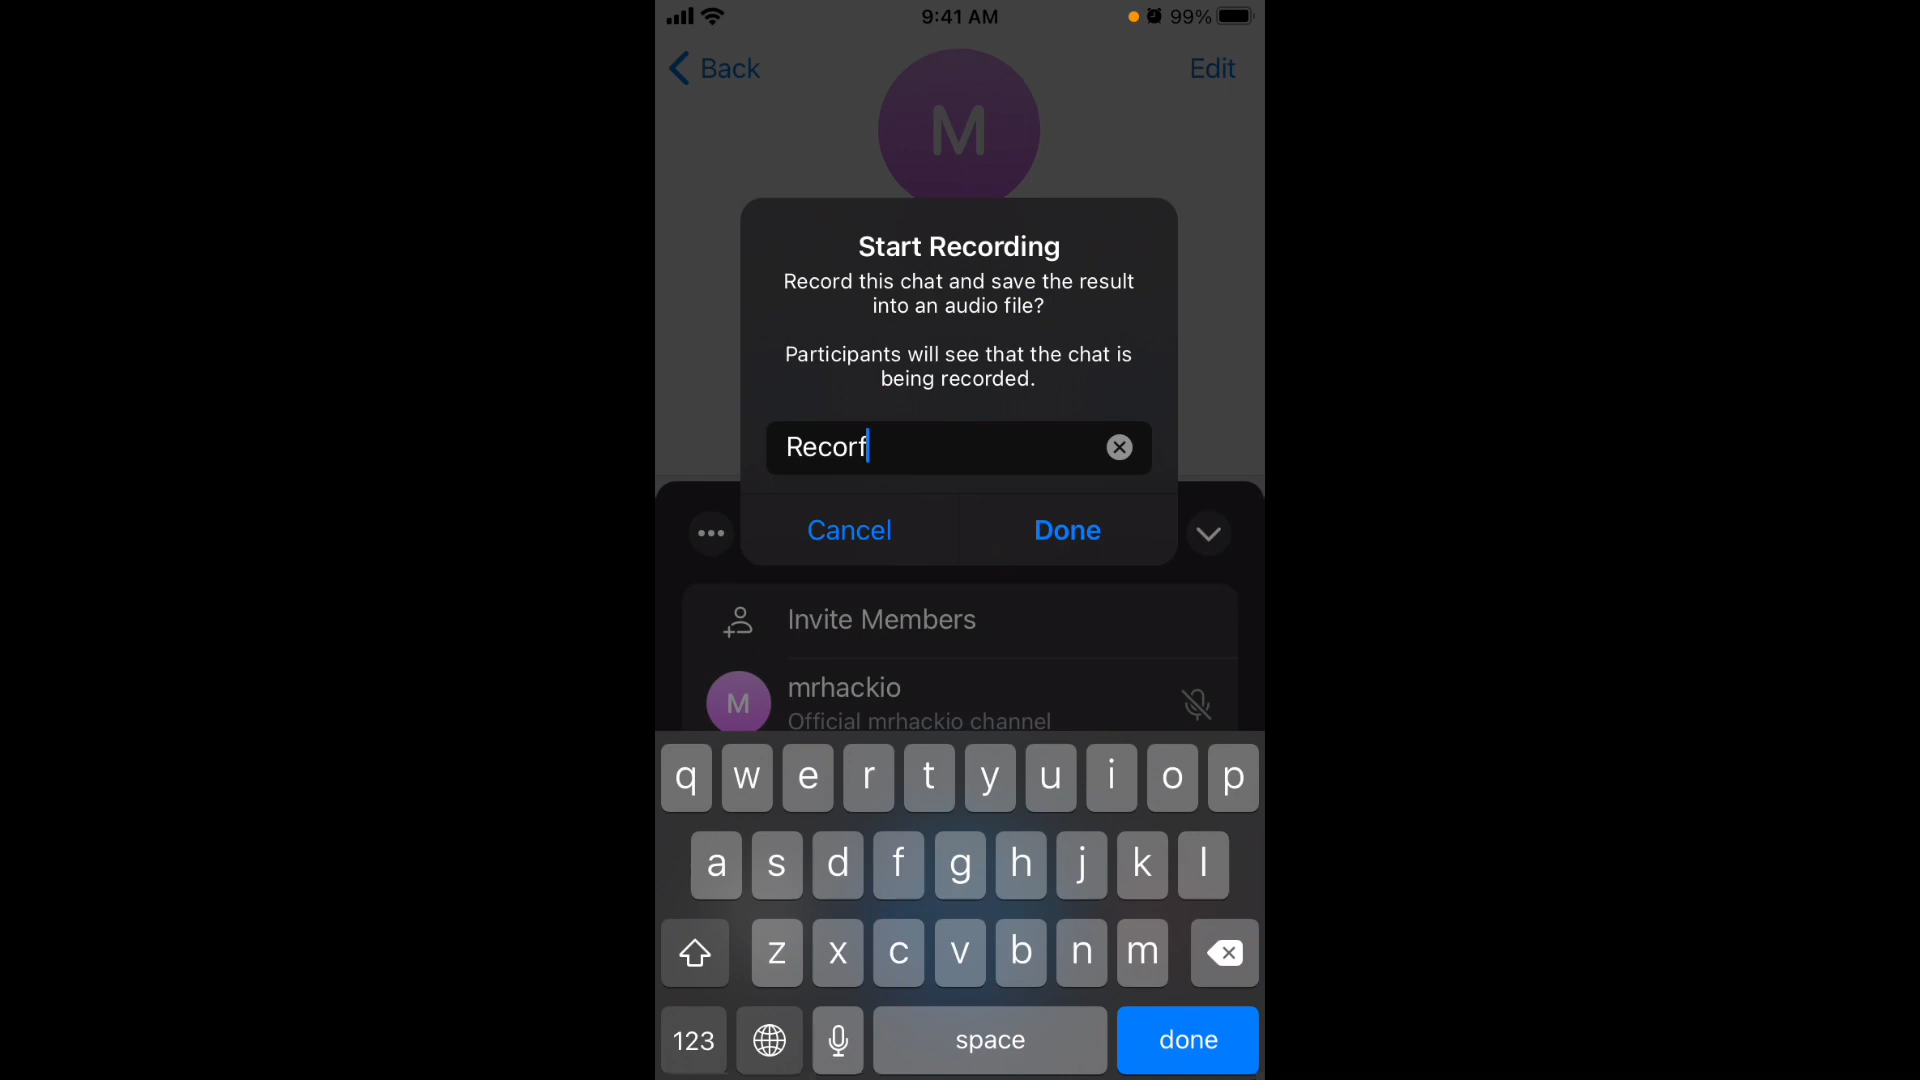 9:41 AM
99%
Back
Edit
M
Start Recording
Record this chat and save the result
into an audio file?
Participants will see that the chat is
being recorded.
Recorf
Cancel
Done
Invite Members
M
mrhackio
Official mrhackio channel
q w e r t y u i o p
a s d f g h j k l
z x c v b n m
123
space
done